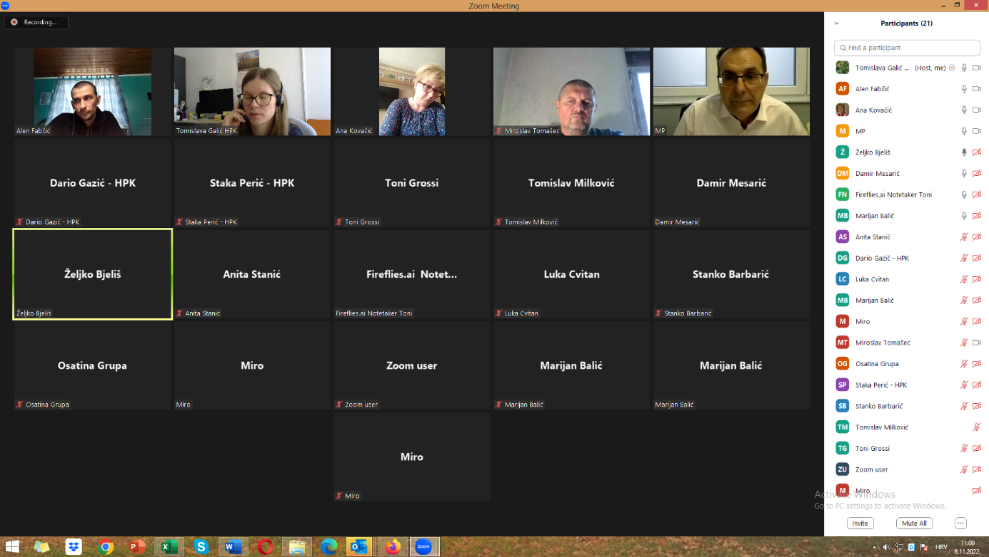 Zoom Meeting
Recording...
Participants (21)
Find a participant
Alen Fabčić
Tomislava Galić HPK
Ana Kovačić
Miroslav Tomašec
MP
Dario Gazić - HPK
Staka Perić - HPK
Toni Grossi
Tomislav Milković
Damir Mesarić
Dario Gazić - HPK
Staka Perić - HPK
Toni Grossi
Tomislav Milković
Damir Mesarić
Željko Bjeliš
Anita Stanić
Fireflies.ai Notet...
Luka Cvitan
Stanko Barbarić
Željko Bjeliš
Anita Stanić
Fireflies.ai Notetaker Toni
Luka Cvitan
Stanko Barbarić
Osatina Grupa
Miro
Zoom user
Marijan Balić
Marijan Balić
Osatina Grupa
Miro
Zoom user
Marijan Balić
Marijan Balić
Miro
Miro
Tomislava Galić ... (Host, me)
AF Alen Fabčić
Ana Kovačić
M MP
Ž Željko Bjeliš
DM Damir Mesarić
FN Fireflies.ai Notetaker Toni
MB Marijan Balić
AS Anita Stanić
DG Dario Gazić - HPK
LC Luka Cvitan
MB Marijan Balić
M Miro
MT Miroslav Tomašec
OG Osatina Grupa
SP Staka Perić - HPK
SB Stanko Barbarić
TM Tomislav Milković
TG Toni Grossi
ZU Zoom user
M Miro
Activate Windows
Go to PC settings to activate Windows.
Invite
Mute All
HRV
11:00
8.11.2022.